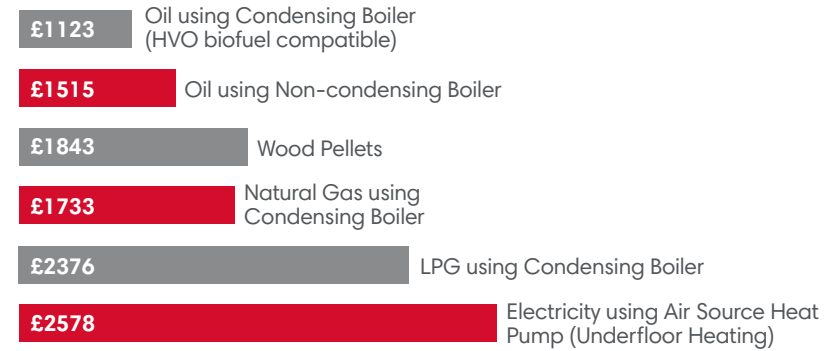 £1123
Oil using Condensing Boiler
(HVO biofuel compatible)
£1515
Oil using Non-condensing Boiler
£1843
Wood Pellets
£1733
Natural Gas using
Condensing Boiler
£2376
LPG using Condensing Boiler
£2578
Electricity using Air Source Heat
Pump (Underfloor Heating)